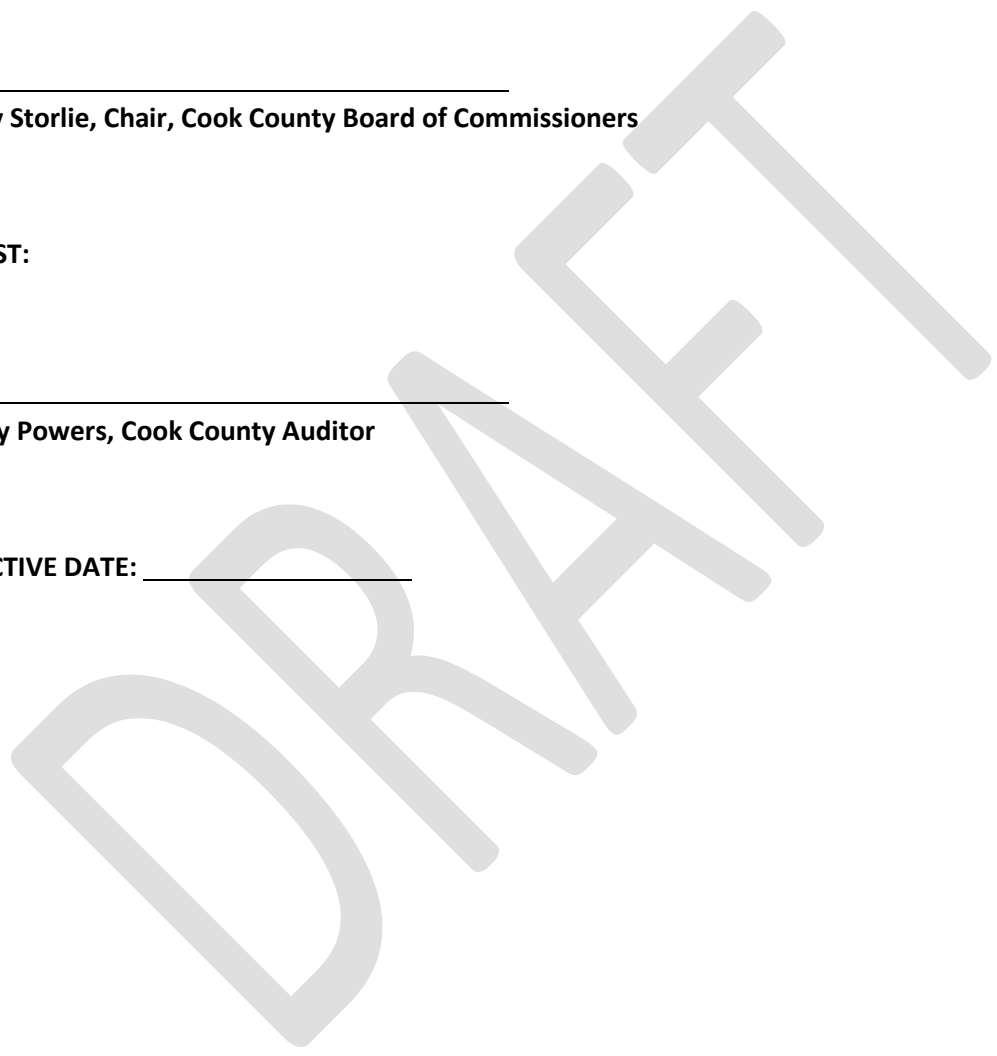 y Storlie, Chair, Cook County Board of Commissioners
ST:
y Powers, Cook County Auditor
CTIVE DATE:
DRAFT